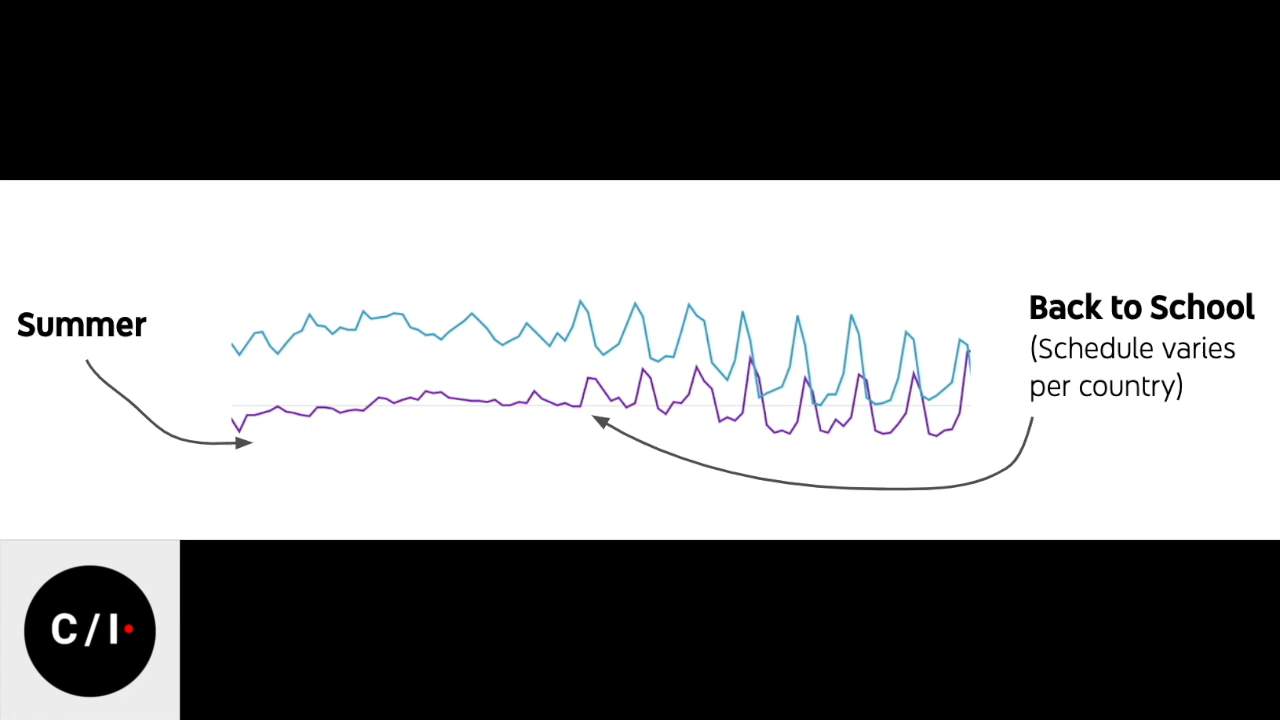 Summer
Back to School
(Schedule varies
per country)
C/I